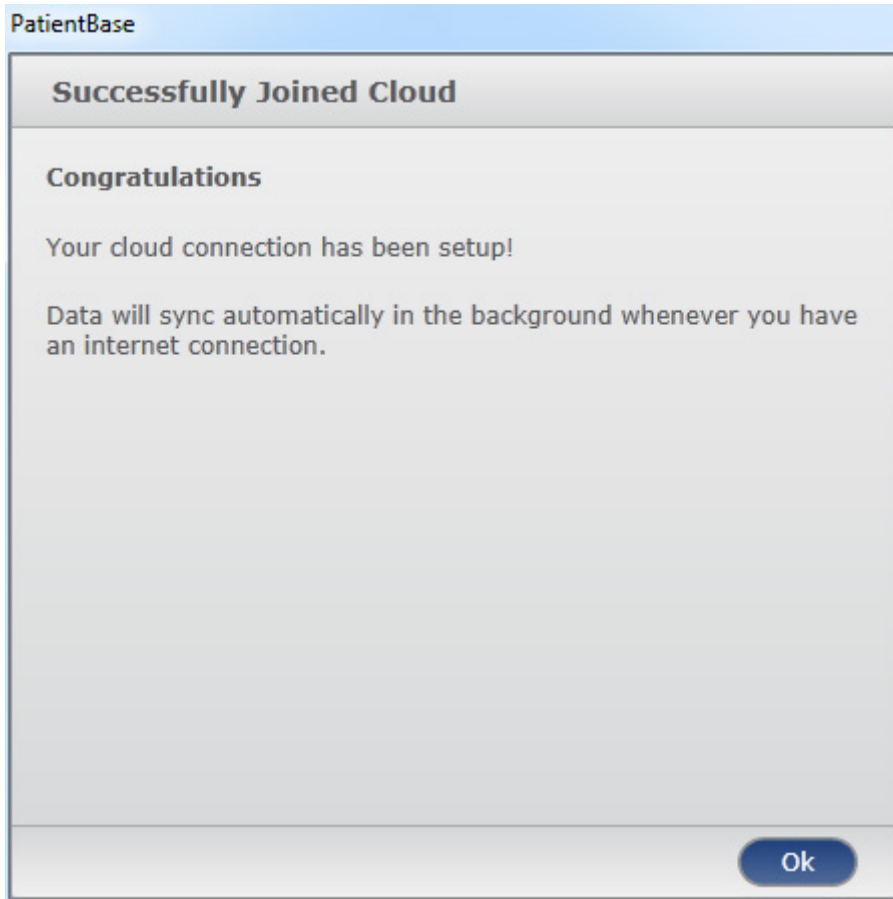 PatientBase
Successfully Joined Cloud
Congratulations
Your cloud connection has been setup!
Data will sync automatically in the background whenever you have
an internet connection.
Ok